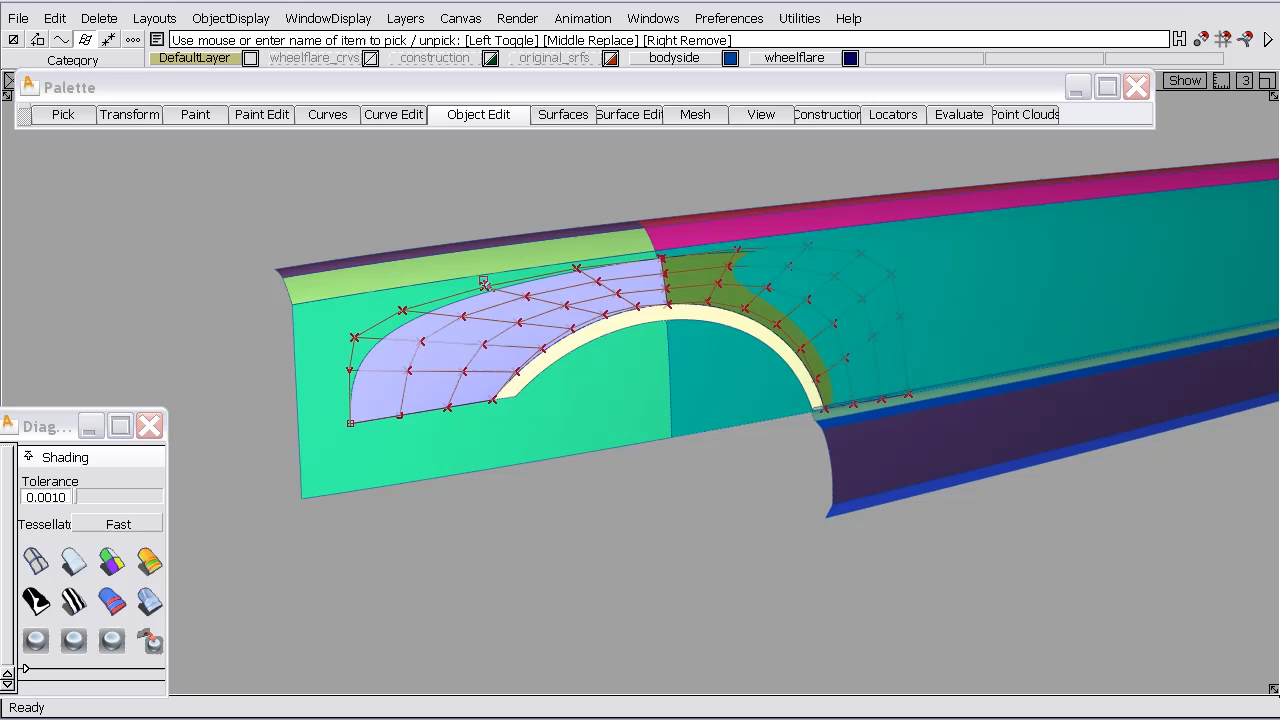 File Edit Delete Layouts ObjectDisplay WindowDisplay Layers Canvas Render Animation Windows Preferences Utilities Help
Use mouse or enter name of item to pick / unpick: [Left Toggle] [Middle Replace] [Right Remove]
Category DefaultLayer wheelflare_crvs construction original_srfs bodyside wheelflare
Palette Show 3
Pick Transform Paint Paint Edit Curves Curve Edit Object Edit Surfaces Surface Edit Mesh View Construction Locators Evaluate Point Clouds
Diag...
Shading
Tolerance
0.0010
Tessellat Fast
Ready